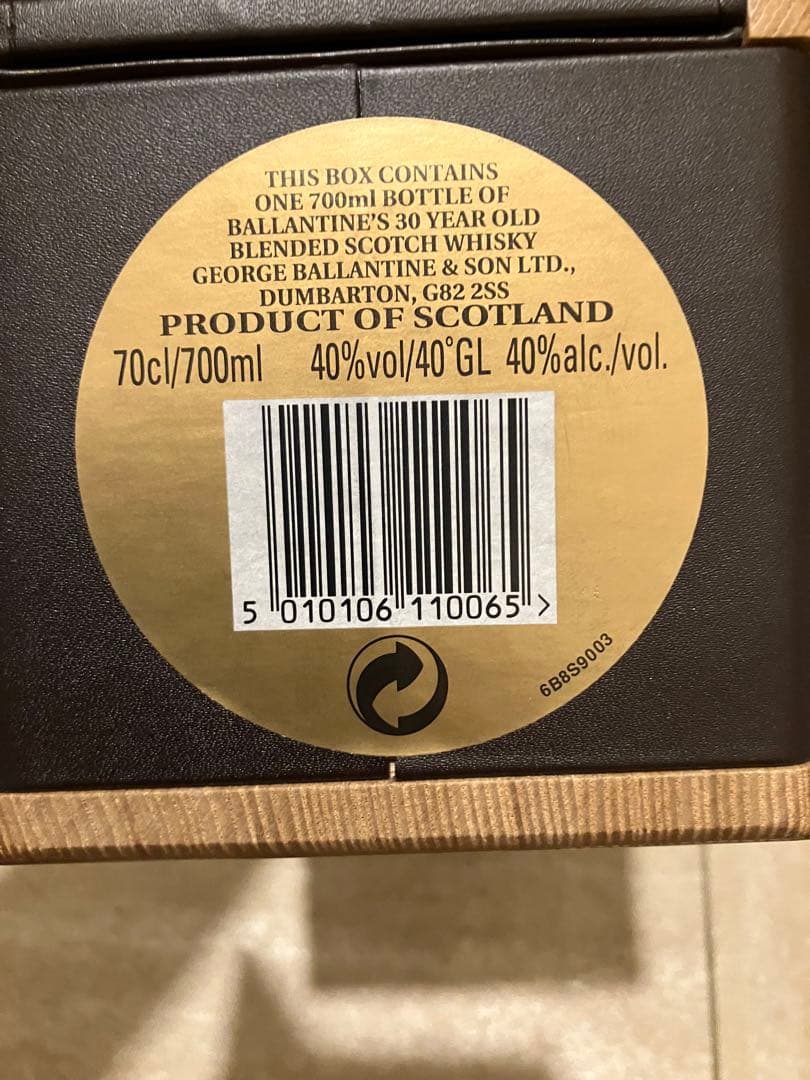 THIS BOX CONTAINS
ONE 700ml BOTTLE OF
BALLANTINE'S 30 YEAR OLD
BLENDED SCOTCH WHISKY
GEORGE BALLANTINE & SON LTD.,
DUMBARTON, G82 2SS
PRODUCT OF SCOTLAND
70cl/700ml 40%vol/40°GL 40%alc./vol.
5 010106 110065 >
6B8S9003